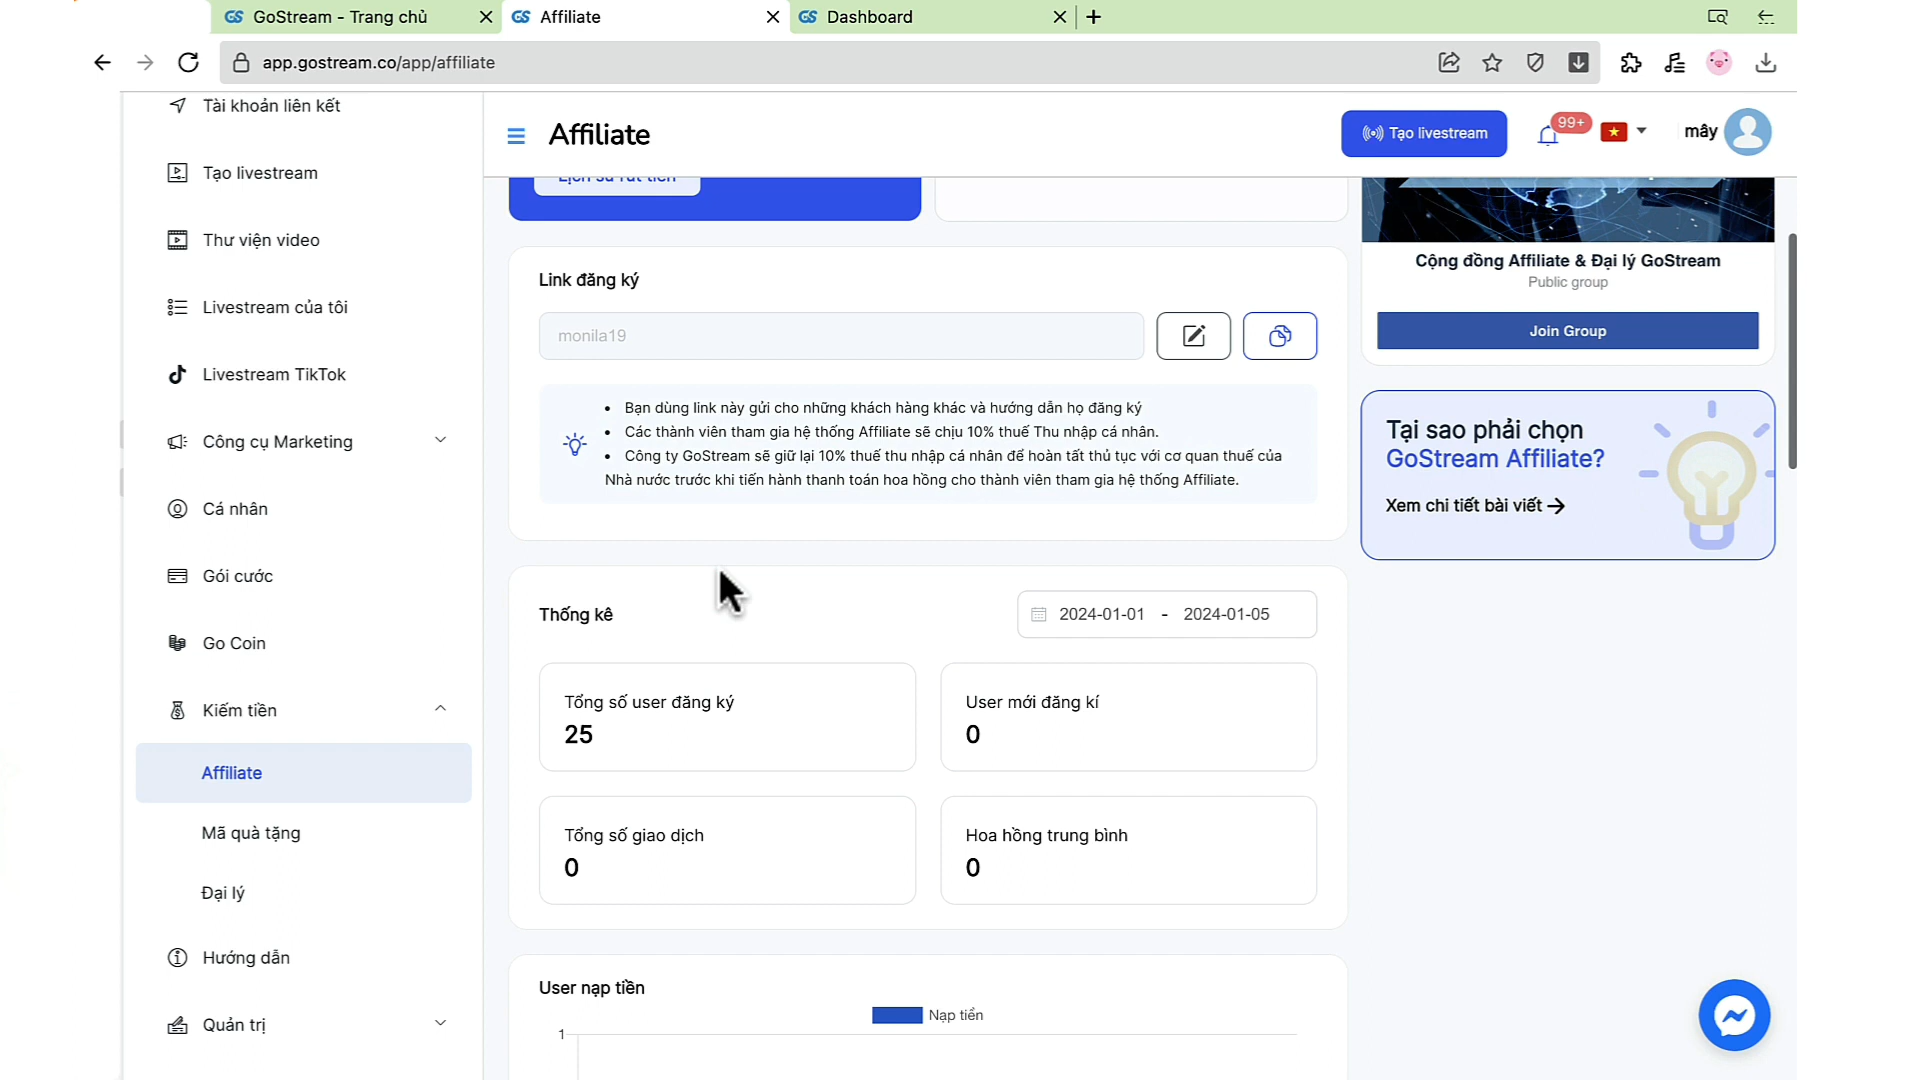 GoStream - Trang chủ
Affiliate
Dashboard
app.gostream.co/app/affiliate
Tài khoản liên kết
Tạo livestream
Thư viện video
Livestream của tôi
Livestream TikTok
Công cụ Marketing
Cá nhân
Gói cước
Go Coin
Kiếm tiền
Affiliate
Mã quà tặng
Đại lý
Hướng dẫn
Quản trị
Affiliate
Tạo livestream
99+
mây
Lịch sử rút tiền
Link đăng ký
monila19
• Bạn dùng link này gửi cho những khách hàng khác và hướng dẫn họ đăng ký
• Các thành viên tham gia hệ thống Affiliate sẽ chịu 10% thuế Thu nhập cá nhân.
• Công ty GoStream sẽ giữ lại 10% thuế thu nhập cá nhân để hoàn tất thủ tục với cơ quan thuế của
Nhà nước trước khi tiến hành thanh toán hoa hồng cho thành viên tham gia hệ thống Affiliate.
Thống kê
2024-01-01 - 2024-01-05
Tổng số user đăng ký
25
User mới đăng kí
0
Tổng số giao dịch
0
Hoa hồng trung bình
0
User nạp tiền
Nạp tiền
1
Cộng đồng Affiliate & Đại lý GoStream
Public group
Join Group
Tại sao phải chọn
GoStream Affiliate?
Xem chi tiết bài viết